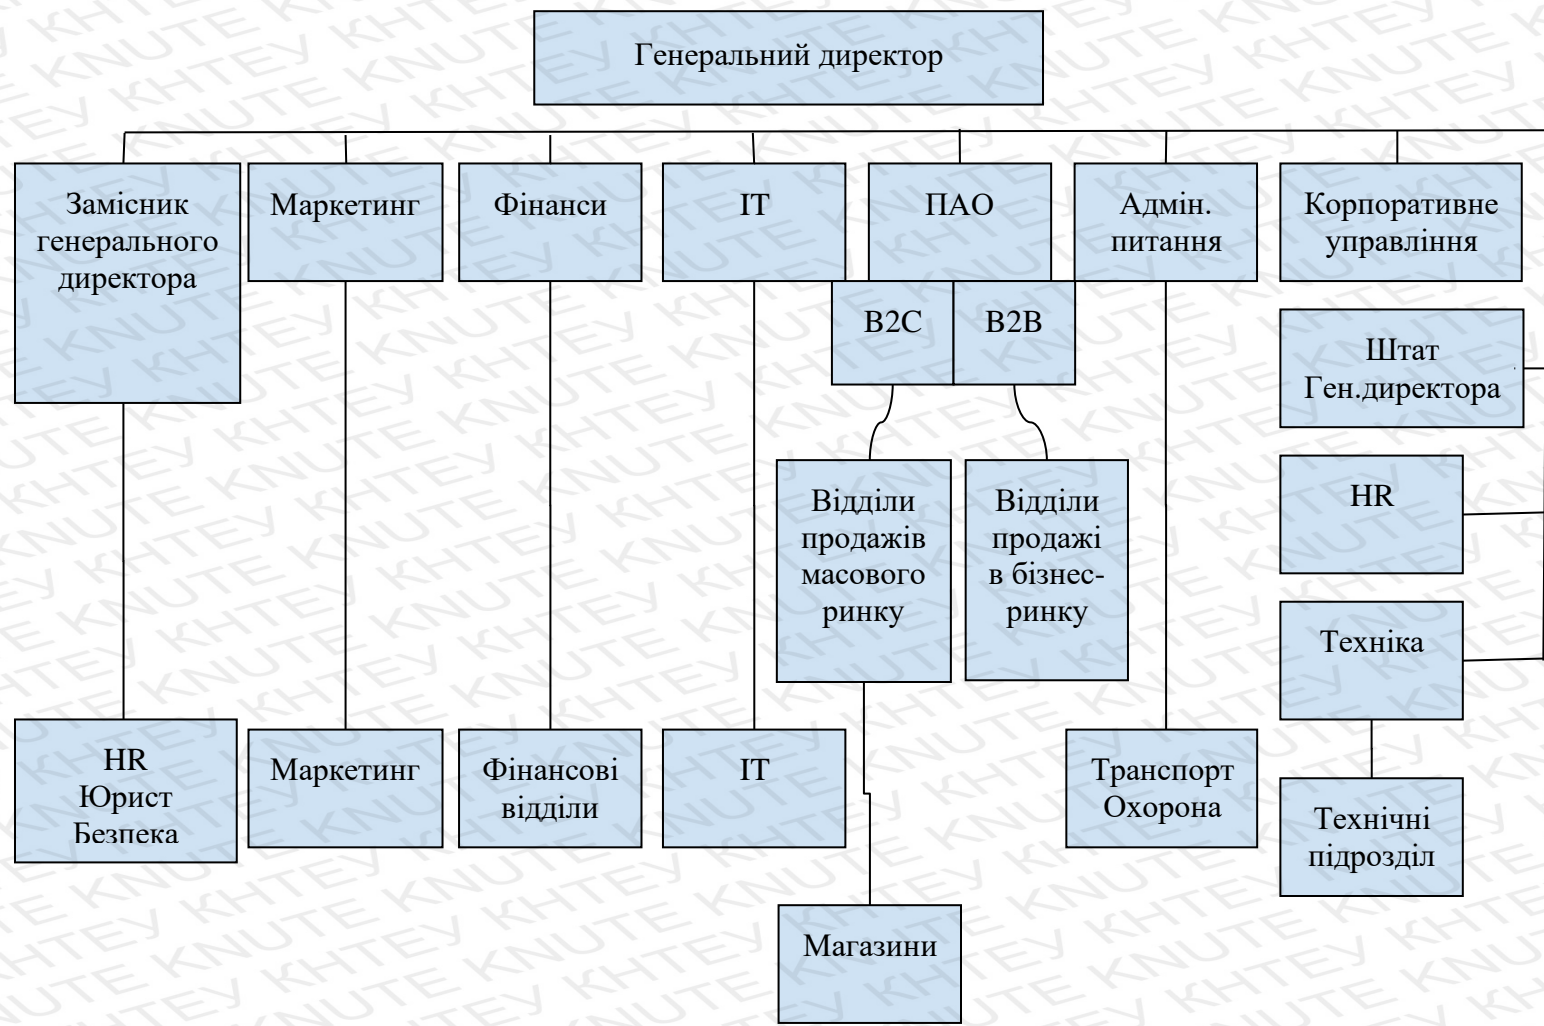 Генеральний директор
Замісник
генерального
директора
Маркетинг
Фінанси
ІТ
ПАО
Адмін.
питання
Корпоративне
управління
B2C
B2B
Штат
Ген.директора
Відділи
продажів
масового
ринку
Відділи
продажі
в бізнес-
ринку
HR
Техніка
HR
Юрист
Безпека
Маркетинг
Фінансові
відділи
ІТ
Транспорт
Охорона
Технічні
підрозділ
Магазини